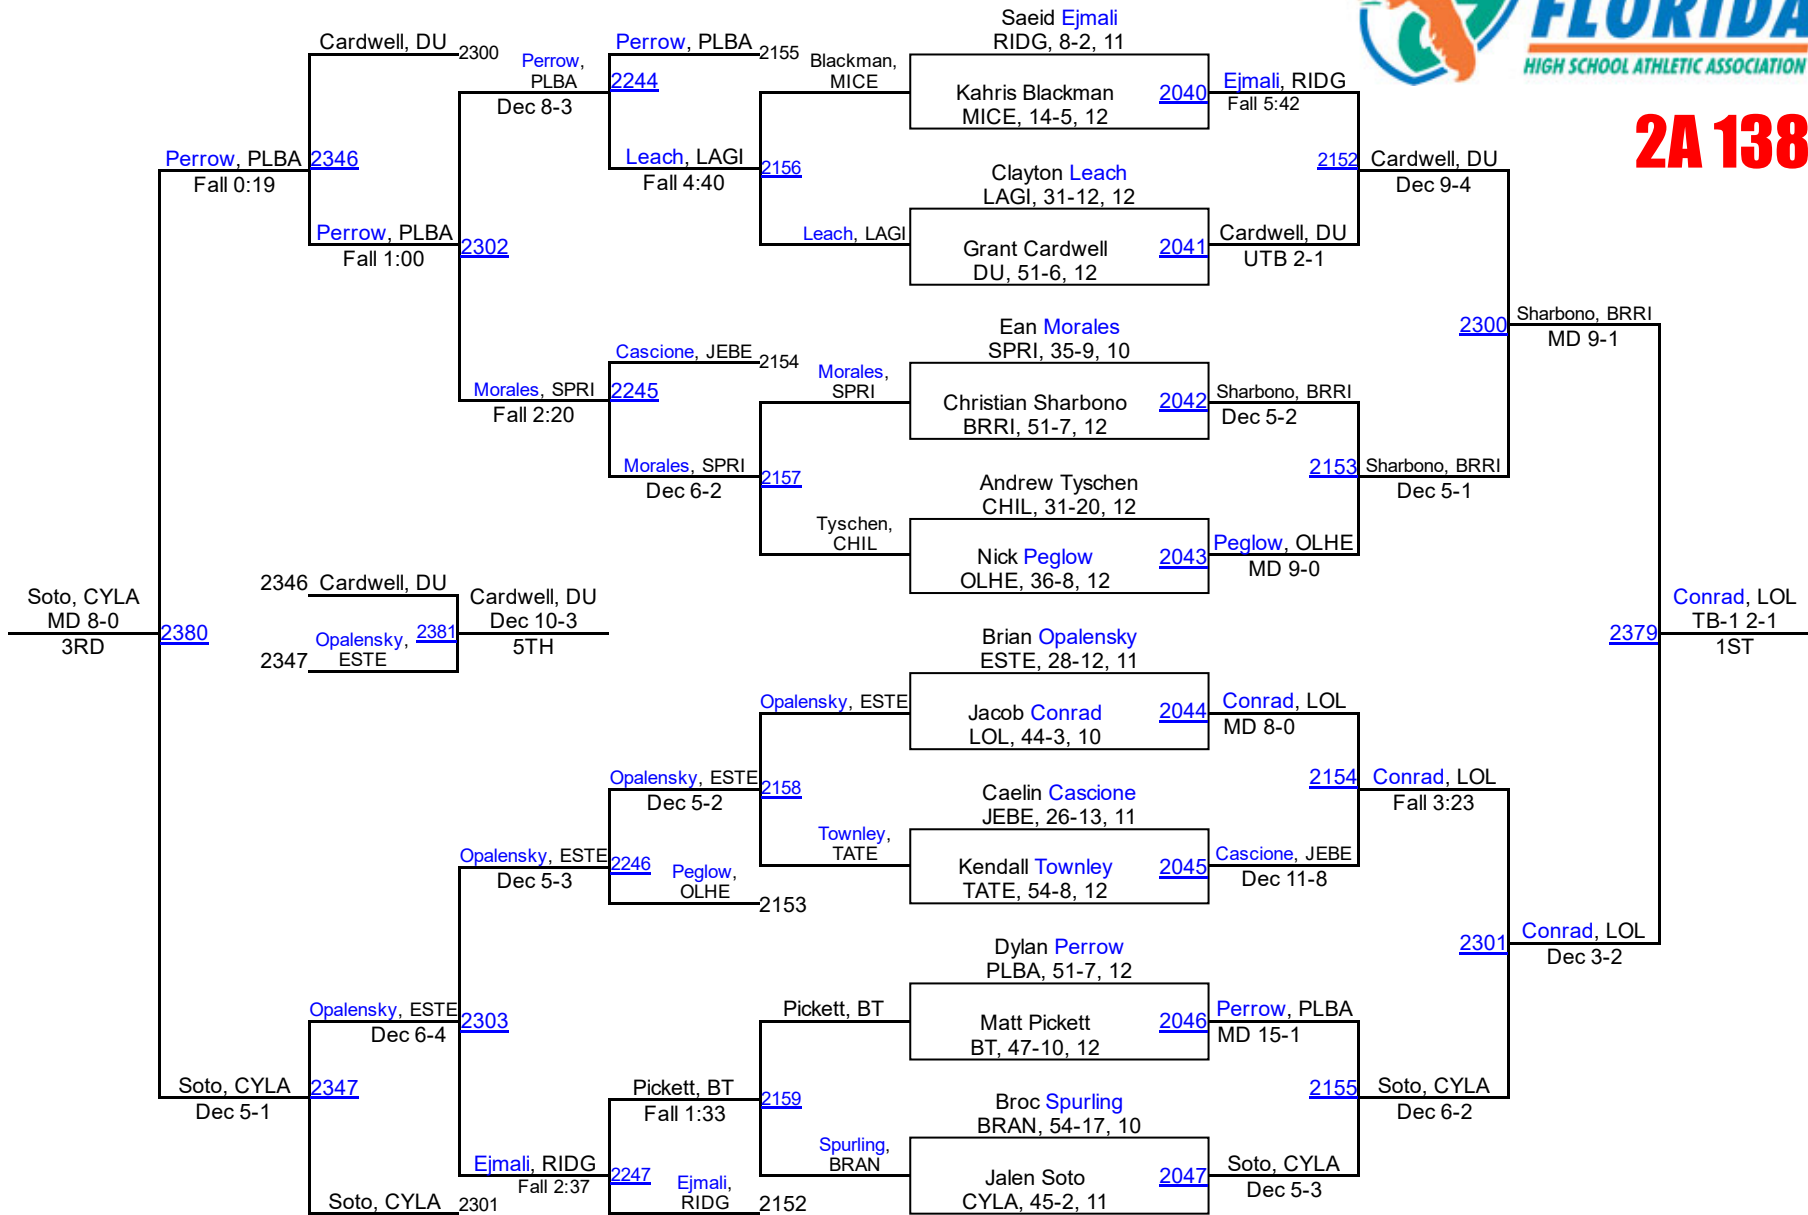 FLORIDA
HIGH SCHOOL ATHLETIC ASSOCIATION
2A 138
Saeid Ejmali
RIDG, 8-2, 11
Kahris Blackman
MICE, 14-5, 12
2040
Clayton Leach
LAGI, 31-12, 12
Grant Cardwell
DU, 51-6, 12
2041
Ean Morales
SPRI, 35-9, 10
Christian Sharbono
BRRI, 51-7, 12
2042
Andrew Tyschen
CHIL, 31-20, 12
Nick Peglow
OLHE, 36-8, 12
2043
Brian Opalensky
ESTE, 28-12, 11
Jacob Conrad
LOL, 44-3, 10
2044
Caelin Cascione
JEBE, 26-13, 11
Kendall Townley
TATE, 54-8, 12
2045
Dylan Perrow
PLBA, 51-7, 12
Matt Pickett
BT, 47-10, 12
2046
Broc Spurling
BRAN, 54-17, 10
Jalen Soto
CYLA, 45-2, 11
2047
Ejmali, RIDG
Fall 5:42
2152
Cardwell, DU
UTB 2-1
Sharbono, BRRI
Dec 5-2
2153
Peglow, OLHE
MD 9-0
Conrad, LOL
MD 8-0
2154
Cascione, JEBE
Dec 11-8
Perrow, PLBA
MD 15-1
2155
Soto, CYLA
Dec 5-3
Cardwell, DU
Dec 9-4
2300
Sharbono, BRRI
Dec 5-1
Conrad, LOL
Fall 3:23
2301
Soto, CYLA
Dec 6-2
Sharbono, BRRI
MD 9-1
2379
Conrad, LOL
Dec 3-2
Conrad, LOL
TB-1 2-1
1ST
Blackman,
MICE
2156
Leach, LAGI
Morales,
SPRI
2157
Tyschen,
CHIL
Opalensky, ESTE
2158
Townley,
TATE
Pickett, BT
2159
Spurling,
BRAN
Perrow, PLBA
2155
2244
Leach, LAGI
Fall 4:40
Cascione, JEBE
2154
2245
Morales, SPRI
Dec 6-2
Opalensky, ESTE
Dec 5-2
2246
Peglow,
OLHE
2153
Pickett, BT
Fall 1:33
2247
Ejmali,
RIDG
2152
Perrow,
PLBA
Dec 8-3
2302
Morales, SPRI
Fall 2:20
Opalensky, ESTE
Dec 5-3
2303
Ejmali, RIDG
Fall 2:37
Cardwell, DU
2300
2346
Perrow, PLBA
Fall 1:00
Opalensky, ESTE
Dec 6-4
2347
Soto, CYLA
2301
Perrow, PLBA
Fall 0:19
2380
Soto, CYLA
Dec 5-1
Soto, CYLA
MD 8-0
3RD
2346
Cardwell, DU
2381
2347
Opalensky,
ESTE
Cardwell, DU
Dec 10-3
5TH